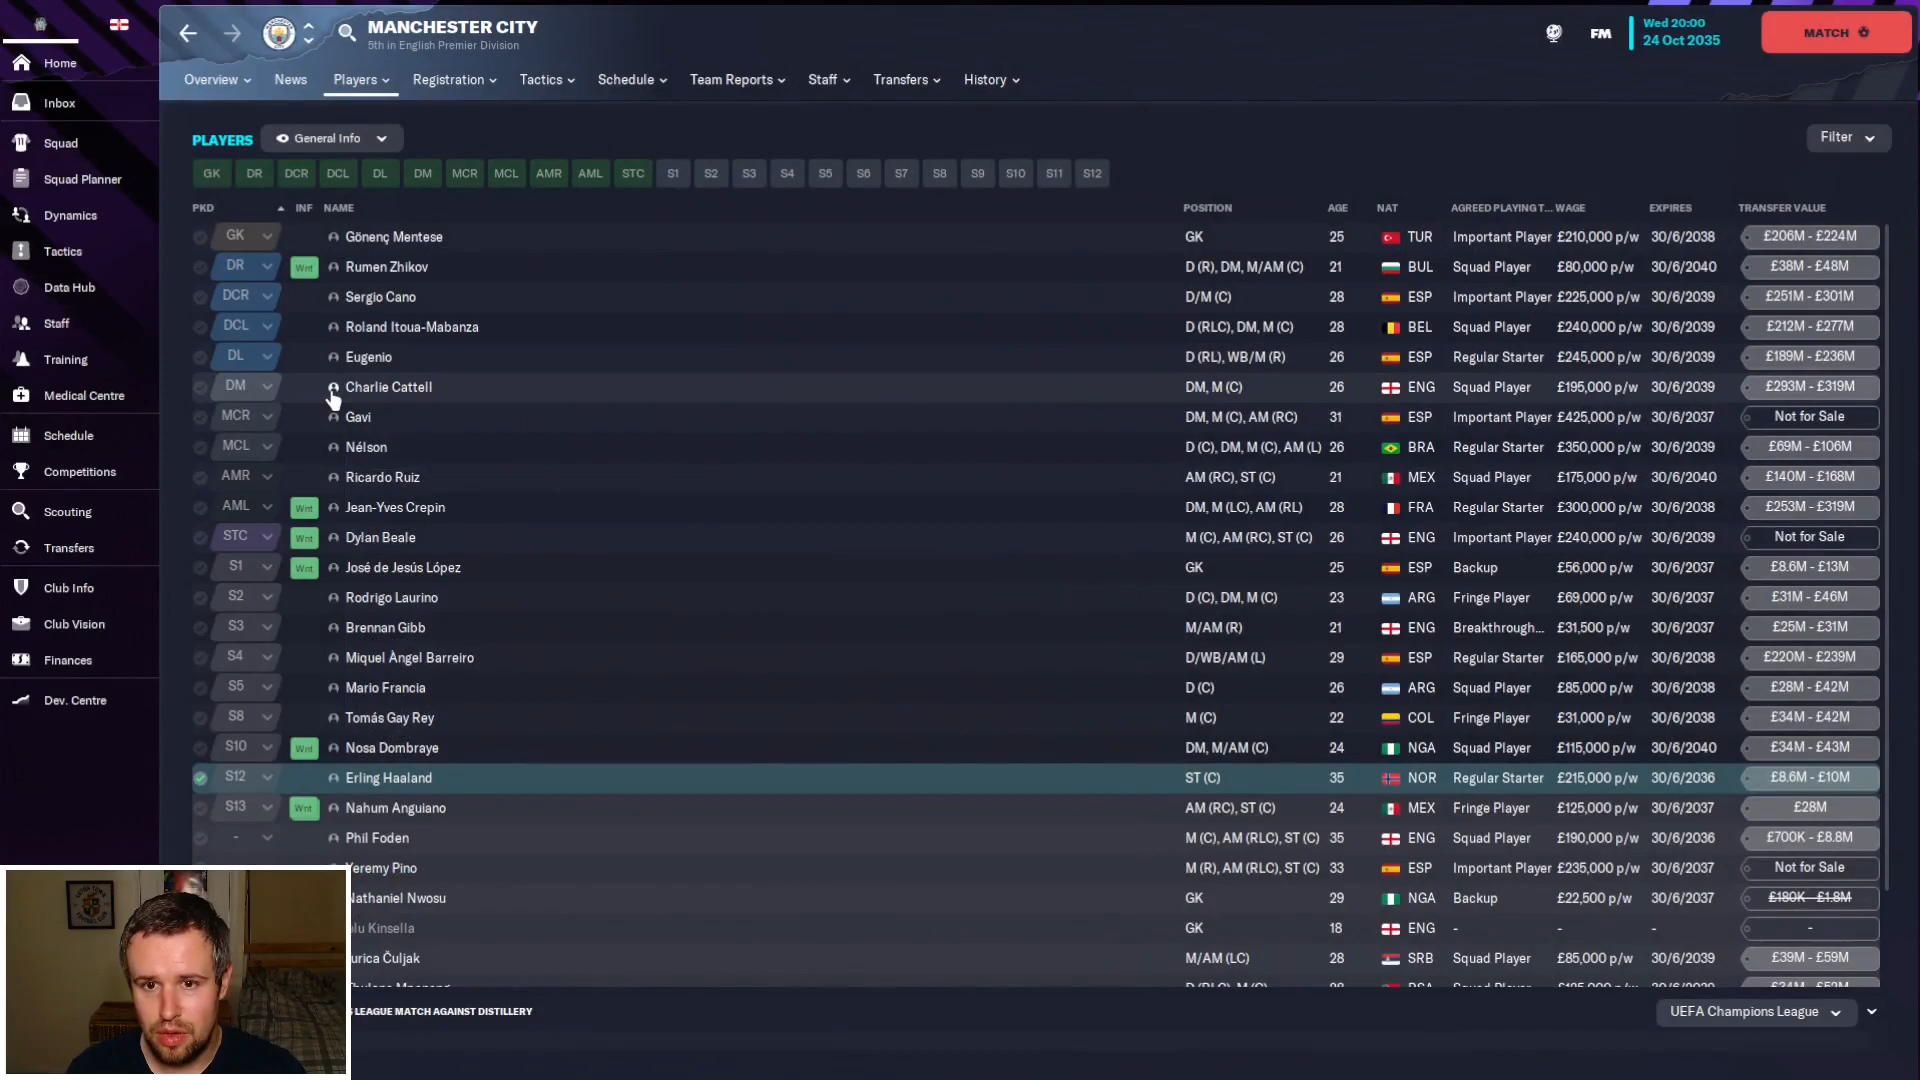 MANCHESTER CITY
5th in English Premier Division
FM
Wed 20:00
24 Oct 2035
MATCH
Home
Inbox
Squad
Squad Planner
Dynamics
Tactics
Data Hub
Staff
Training
Medical Centre
Schedule
Competitions
Scouting
Transfers
Club Info
Club Vision
Finances
Dev. Centre
Overview News Players Registration Tactics Schedule Team Reports Staff Transfers History
PLAYERS General Info Filter
GK DR DCR DCL DL DM MCR MCL AMR AML STC S1 S2 S3 S4 S5 S6 S7 S8 S9 S10 S11 S12
PKD INF NAME POSITION AGE NAT AGREED PLAYING T... WAGE EXPIRES TRANSFER VALUE
GK Gönenç Mentese GK 25 TUR Important Player £210,000 p/w 30/6/2038 £206M - £224M
DR Wnt Rumen Zhikov D (R), DM, M/AM (C) 21 BUL Squad Player £80,000 p/w 30/6/2040 £38M - £48M
DCR Sergio Cano D/M (C) 28 ESP Important Player £225,000 p/w 30/6/2039 £251M - £301M
DCL Roland Itoua-Mabanza D (RLC), DM, M (C) 28 BEL Squad Player £240,000 p/w 30/6/2039 £212M - £277M
DL Eugenio D (RL), WB/M (R) 26 ESP Regular Starter £245,000 p/w 30/6/2039 £189M - £236M
DM Charlie Cattell DM, M (C) 26 ENG Squad Player £195,000 p/w 30/6/2039 £293M - £319M
MCR Gavi DM, M (C), AM (RC) 31 ESP Important Player £425,000 p/w 30/6/2037 Not for Sale
MCL Nélson D (C), DM, M (C), AM (L) 26 BRA Regular Starter £350,000 p/w 30/6/2039 £69M - £106M
AMR Ricardo Ruiz AM (RC), ST (C) 21 MEX Squad Player £175,000 p/w 30/6/2040 £140M - £168M
AML Wnt Jean-Yves Crepin DM, M (LC), AM (RL) 28 FRA Regular Starter £300,000 p/w 30/6/2038 £253M - £319M
STC Wnt Dylan Beale M (C), AM (RC), ST (C) 26 ENG Important Player £240,000 p/w 30/6/2039 Not for Sale
S1 Wnt José de Jesús López GK 25 ESP Backup £56,000 p/w 30/6/2037 £8.6M - £13M
S2 Rodrigo Laurino D (C), DM, M (C) 23 ARG Fringe Player £69,000 p/w 30/6/2037 £31M - £46M
S3 Brennan Gibb M/AM (R) 21 ENG Breakthrough... £31,500 p/w 30/6/2037 £25M - £31M
S4 Miquel Àngel Barreiro D/WB/AM (L) 29 ESP Regular Starter £165,000 p/w 30/6/2038 £220M - £239M
S5 Mario Francia D (C) 26 ARG Squad Player £85,000 p/w 30/6/2038 £28M - £42M
S8 Tomás Gay Rey M (C) 22 COL Fringe Player £31,000 p/w 30/6/2038 £34M - £42M
S10 Wnt Nosa Dombraye DM, M/AM (C) 24 NGA Squad Player £115,000 p/w 30/6/2040 £34M - £43M
S12 Erling Haaland ST (C) 35 NOR Regular Starter £215,000 p/w 30/6/2036 £8.6M - £10M
S13 Wnt Nahum Anguiano AM (RC), ST (C) 24 MEX Fringe Player £125,000 p/w 30/6/2037 £28M
- Phil Foden M (C), AM (RLC), ST (C) 35 ENG Squad Player £190,000 p/w 30/6/2036 £700K - £8.8M
Yeremy Pino M (R), AM (RLC), ST (C) 33 ESP Important Player £235,000 p/w 30/6/2037 Not for Sale
Nathaniel Nwosu GK 29 NGA Backup £22,500 p/w 30/6/2037 £180K - £1.8M
Kinsella GK 18 ENG - - - -
Čuljak M/AM (LC) 28 SRB Squad Player £85,000 p/w 30/6/2039 £39M - £59M
LEAGUE MATCH AGAINST DISTILLERY UEFA Champions League